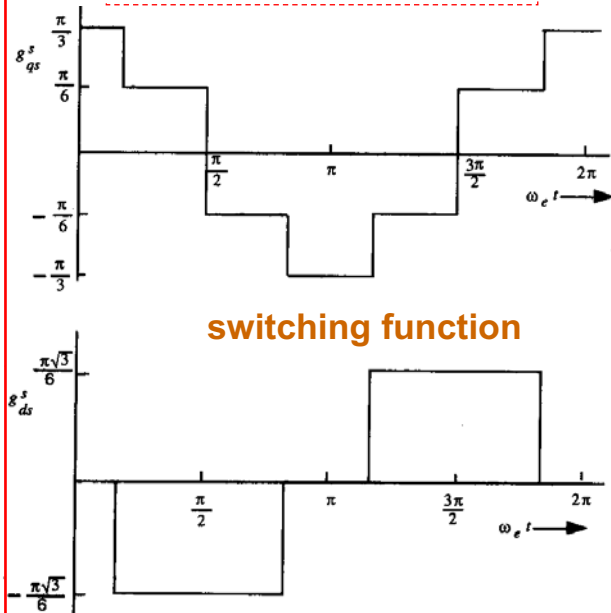 π/3
g^s_qs
π/6
π/2
π
3π/2
2π
ω_e t
-π/6
-π/3
switching function
π√3/6
g^s_ds
π/2
π
3π/2
2π
ω_e t
-π√3/6